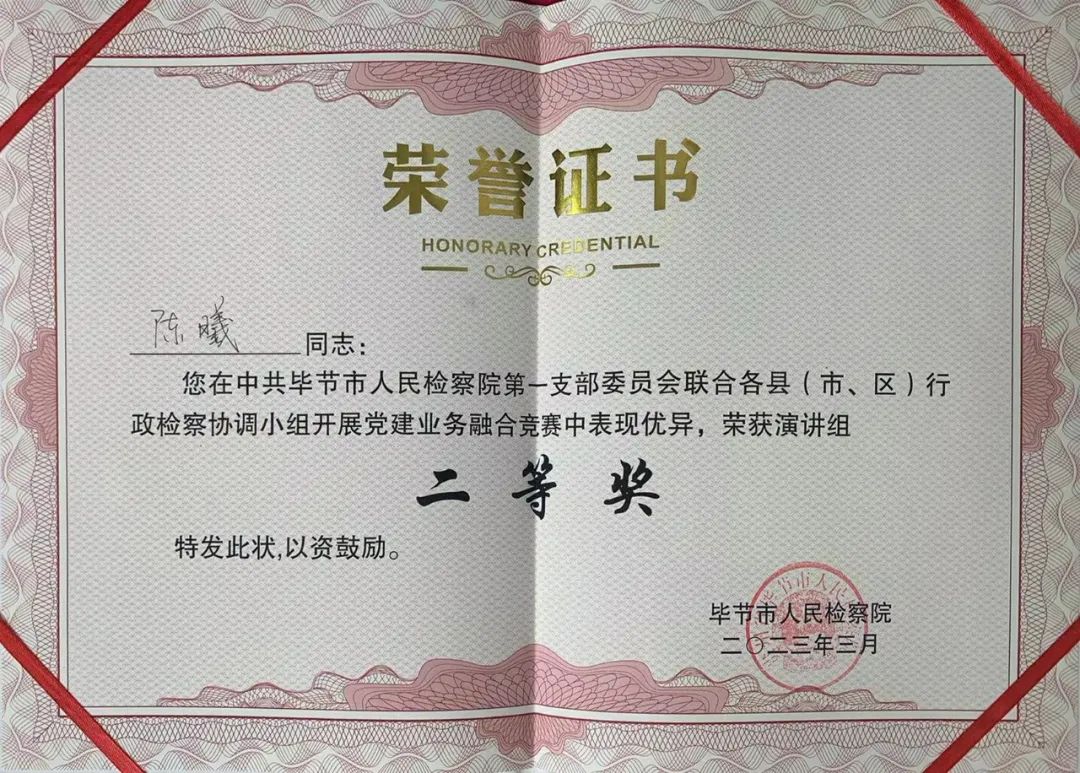 荣誉证书
HONORARY CREDENTIAL
陈曦 同志：
您在中共毕节市人民检察院第一支部委员会联合各县（市、区）行
政检察协调小组开展党建业务融合竞赛中表现优异，荣获演讲组
二等奖
特发此状,以资鼓励。
毕节市人民检察院
二〇二三年三月